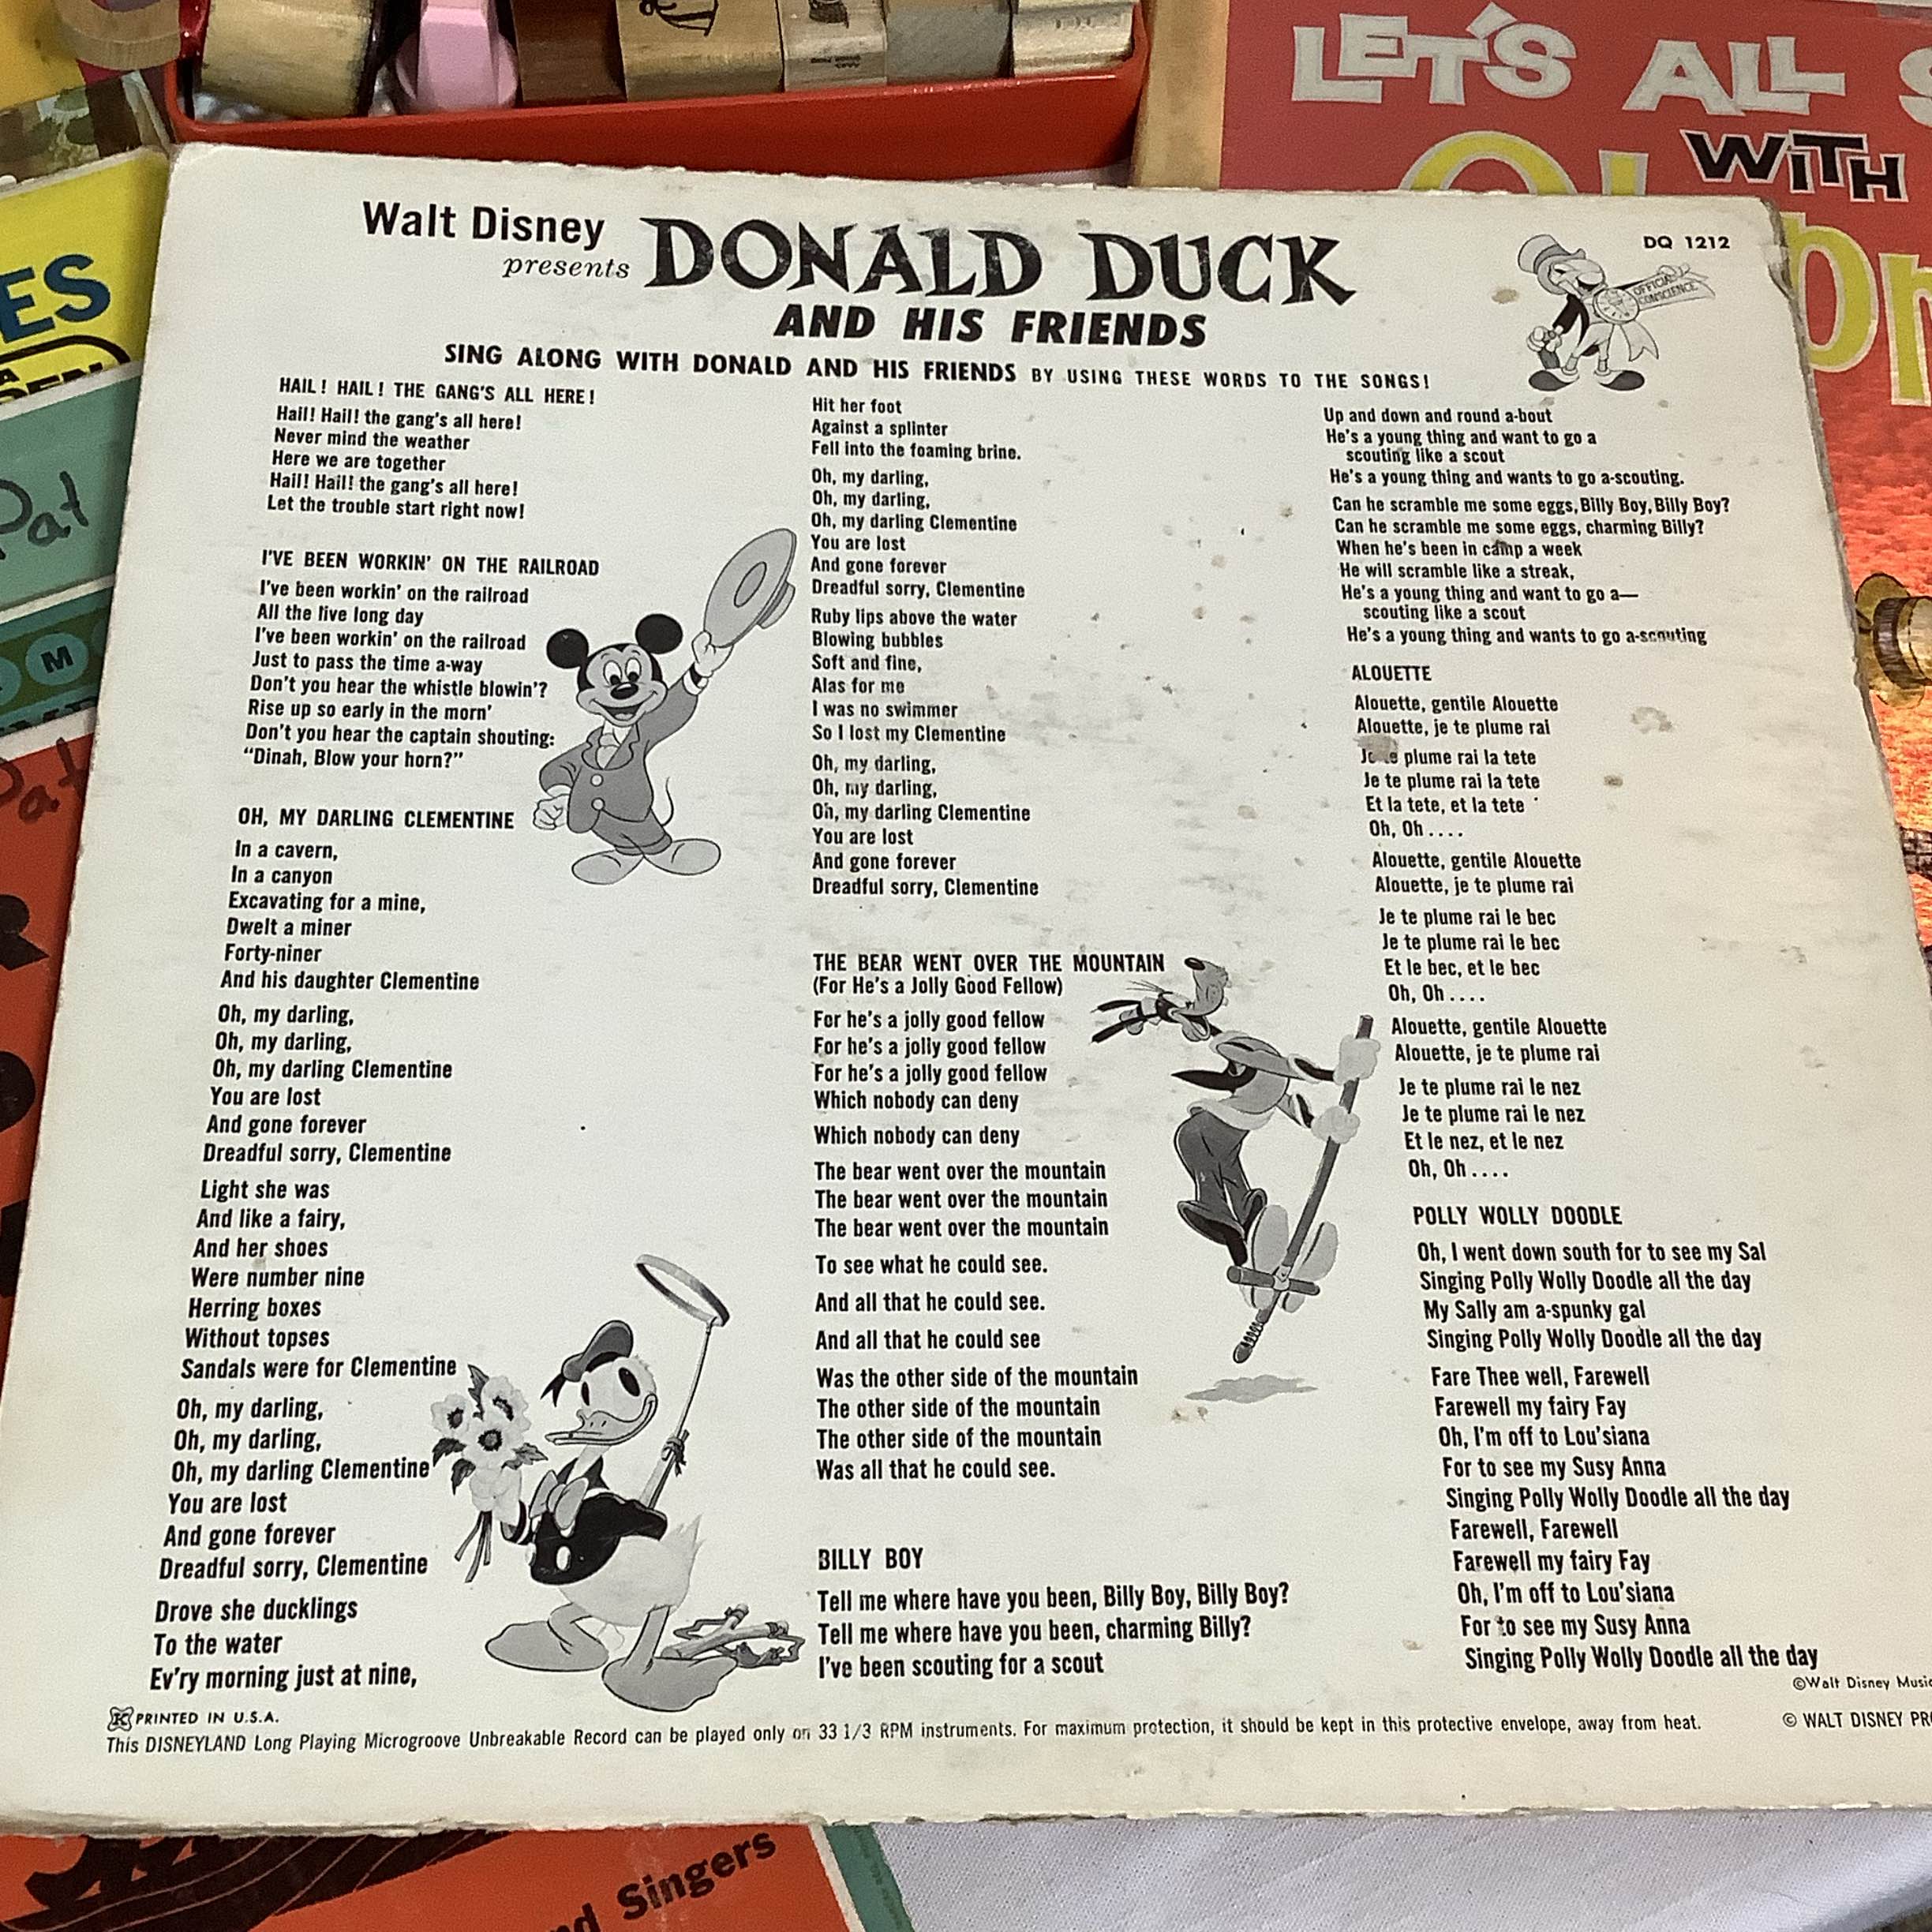 LET'S ALL
WITH
ES
Pat
M
Pat
Walt Disney
presents
DONALD DUCK
AND HIS FRIENDS
DQ 1212
OFFICIAL
CONSCIENCE
SING ALONG WITH DONALD AND HIS FRIENDS BY USING THESE WORDS TO THE SONGS!
HAIL! HAIL! THE GANG'S ALL HERE!
Hail! Hail! the gang's all here!
Never mind the weather
Here we are together
Hail! Hail! the gang's all here!
Let the trouble start right now!
I'VE BEEN WORKIN' ON THE RAILROAD
I've been workin' on the railroad
All the live long day
I've been workin' on the railroad
Just to pass the time a-way
Don't you hear the whistle blowin'?
Rise up so early in the morn'
Don't you hear the captain shouting:
"Dinah, Blow your horn?"
OH, MY DARLING CLEMENTINE
In a cavern,
In a canyon
Excavating for a mine,
Dwelt a miner
Forty-niner
And his daughter Clementine
Oh, my darling,
Oh, my darling,
Oh, my darling Clementine
You are lost
And gone forever
Dreadful sorry, Clementine
Light she was
And like a fairy,
And her shoes
Were number nine
Herring boxes
Without topses
Sandals were for Clementine
Oh, my darling,
Oh, my darling,
Oh, my darling Clementine
You are lost
And gone forever
Dreadful sorry, Clementine
Drove she ducklings
To the water
Ev'ry morning just at nine,
Hit her foot
Against a splinter
Fell into the foaming brine.
Oh, my darling,
Oh, my darling,
Oh, my darling Clementine
You are lost
And gone forever
Dreadful sorry, Clementine
Ruby lips above the water
Blowing bubbles
Soft and fine,
Alas for me
I was no swimmer
So I lost my Clementine
Oh, my darling,
Oh, my darling,
Oh, my darling Clementine
You are lost
And gone forever
Dreadful sorry, Clementine
THE BEAR WENT OVER THE MOUNTAIN
(For He's a Jolly Good Fellow)
For he's a jolly good fellow
For he's a jolly good fellow
For he's a jolly good fellow
Which nobody can deny
Which nobody can deny
The bear went over the mountain
The bear went over the mountain
The bear went over the mountain
To see what he could see.
And all that he could see.
And all that he could see
Was the other side of the mountain
The other side of the mountain
The other side of the mountain
Was all that he could see.
BILLY BOY
Tell me where have you been, Billy Boy, Billy Boy?
Tell me where have you been, charming Billy?
I've been scouting for a scout
Up and down and round a-bout
He's a young thing and want to go a
scouting like a scout
He's a young thing and wants to go a-scouting.
Can he scramble me some eggs, Billy Boy, Billy Boy?
Can he scramble me some eggs, charming Billy?
When he's been in camp a week
He will scramble like a streak,
He's a young thing and want to go a—
scouting like a scout
He's a young thing and wants to go a-scouting
ALOUETTE
Alouette, gentile Alouette
Alouette, je te plume rai
Je te plume rai la tete
Je te plume rai la tete
Et la tete, et la tete
Oh, Oh....
Alouette, gentile Alouette
Alouette, je te plume rai
Je te plume rai le bec
Je te plume rai le bec
Et le bec, et le bec
Oh, Oh....
Alouette, gentile Alouette
Alouette, je te plume rai
Je te plume rai le nez
Je te plume rai le nez
Et le nez, et le nez
Oh, Oh....
POLLY WOLLY DOODLE
Oh, I went down south for to see my Sal
Singing Polly Wolly Doodle all the day
My Sally am a-spunky gal
Singing Polly Wolly Doodle all the day
Fare Thee well, Farewell
Farewell my fairy Fay
Oh, I'm off to Lou'siana
For to see my Susy Anna
Singing Polly Wolly Doodle all the day
Farewell, Farewell
Farewell my fairy Fay
Oh, I'm off to Lou'siana
For to see my Susy Anna
Singing Polly Wolly Doodle all the day
©Walt Disney Music
K PRINTED IN U.S.A.
This DISNEYLAND Long Playing Microgroove Unbreakable Record can be played only on 33 1/3 RPM instruments. For maximum protection, it should be kept in this protective envelope, away from heat.
© WALT DISNEY PR
nd Singers